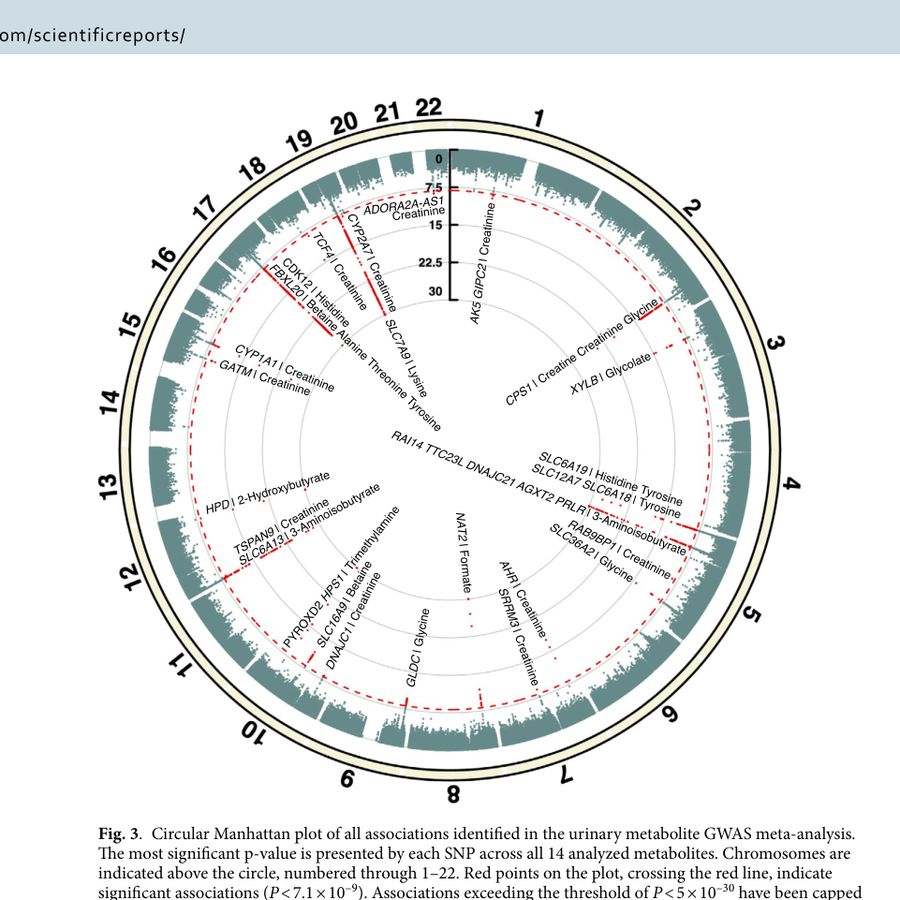 om/scientificreports/
1
2
3
4
5
6
7
8
9
10
11
12
13
14
15
16
17
18
19
20
21
22
0
7.5
15
22.5
30
ADORA2A-AS1
Creatinine
AK5 GIPC2 | Creatinine
CPS1 | Creatine Creatinine Glycine
XYLB | Glycolate
SLC6A19 | Histidine Tyrosine
SLC12A7 SLC6A18 | Tyrosine
RAI14 TTC23L DNAJC21 AGXT2 PRLR | 3-Aminoisobutyrate
RAB9BP1 | Creatinine
SLC36A2 | Glycine
AHR | Creatinine
SRRM3 | Creatinine
NAT2 | Formate
GLDC | Glycine
DNAJC1 | Creatinine
SLC16A9 | Betaine
PYROXD2 HPS1 | Trimethylamine
SLC6A13 | 3-Aminoisobutyrate
TSPAN9 | Creatinine
HPD | 2-Hydroxybutyrate
GATM | Creatinine
CYP1A1 | Creatinine
FBXL20 | Betaine Alanine Threonine Tyrosine
CDK12 | Histidine
TCF4 | Creatinine
CYP2A7 | Creatinine
SLC7A9 | Lysine
Fig. 3. Circular Manhattan plot of all associations identified in the urinary metabolite GWAS meta-analysis.
The most significant p-value is presented by each SNP across all 14 analyzed metabolites. Chromosomes are
indicated above the circle, numbered through 1–22. Red points on the plot, crossing the red line, indicate
significant associations (P < 7.1 × 10⁻⁹). Associations exceeding the threshold of P < 5 × 10⁻³⁰ have been capped